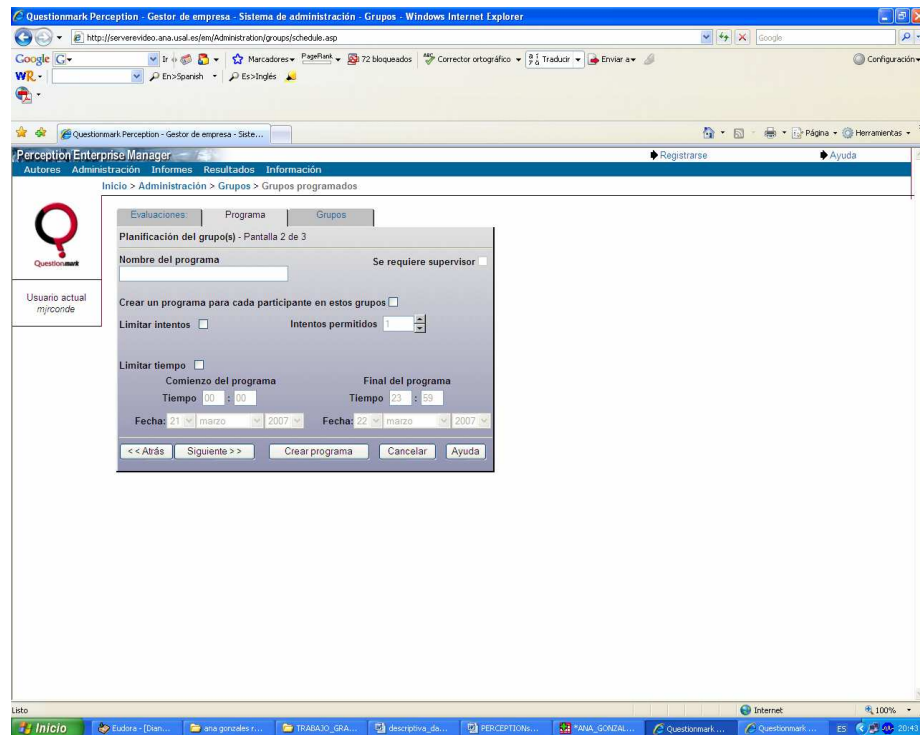 Questionmark Perception - Gestor de empresa - Sistema de administración - Grupos - Windows Internet Explorer
http://serverevideo.ana.usal.es/em/Administration/groups/schedule.asp
Google
Google G Ir Marcadores PageRank 72 bloqueados Corrector ortográfico Traducir Enviar a Configuración
WR En>Spanish Es>Inglés
Questionmark Perception - Gestor de empresa - Siste... Página Herramientas
Perception Enterprise Manager Registrarse Ayuda
Autores Administración Informes Resultados Información
Inicio > Administración > Grupos > Grupos programados
Questionmark
Usuario actual
mjrconde
Evaluaciones: Programa Grupos
Planificación del grupo(s) - Pantalla 2 de 3
Nombre del programa Se requiere supervisor
Crear un programa para cada participante en estos grupos
Limitar intentos Intentos permitidos 1
Limitar tiempo
Comienzo del programa Final del programa
Tiempo 00 : 00 Tiempo 23 : 59
Fecha: 21 marzo 2007 Fecha: 22 marzo 2007
<< Atrás Siguiente >> Crear programa Cancelar Ayuda
Listo Internet 100%
Inicio Eudora - [Dian... ana gonzales r... TRABAJO_GRA... descriptiva_da... PERCEPTIONs... *ANA_GONZAL... Questionmark ... Questionmark ... ES 20:43